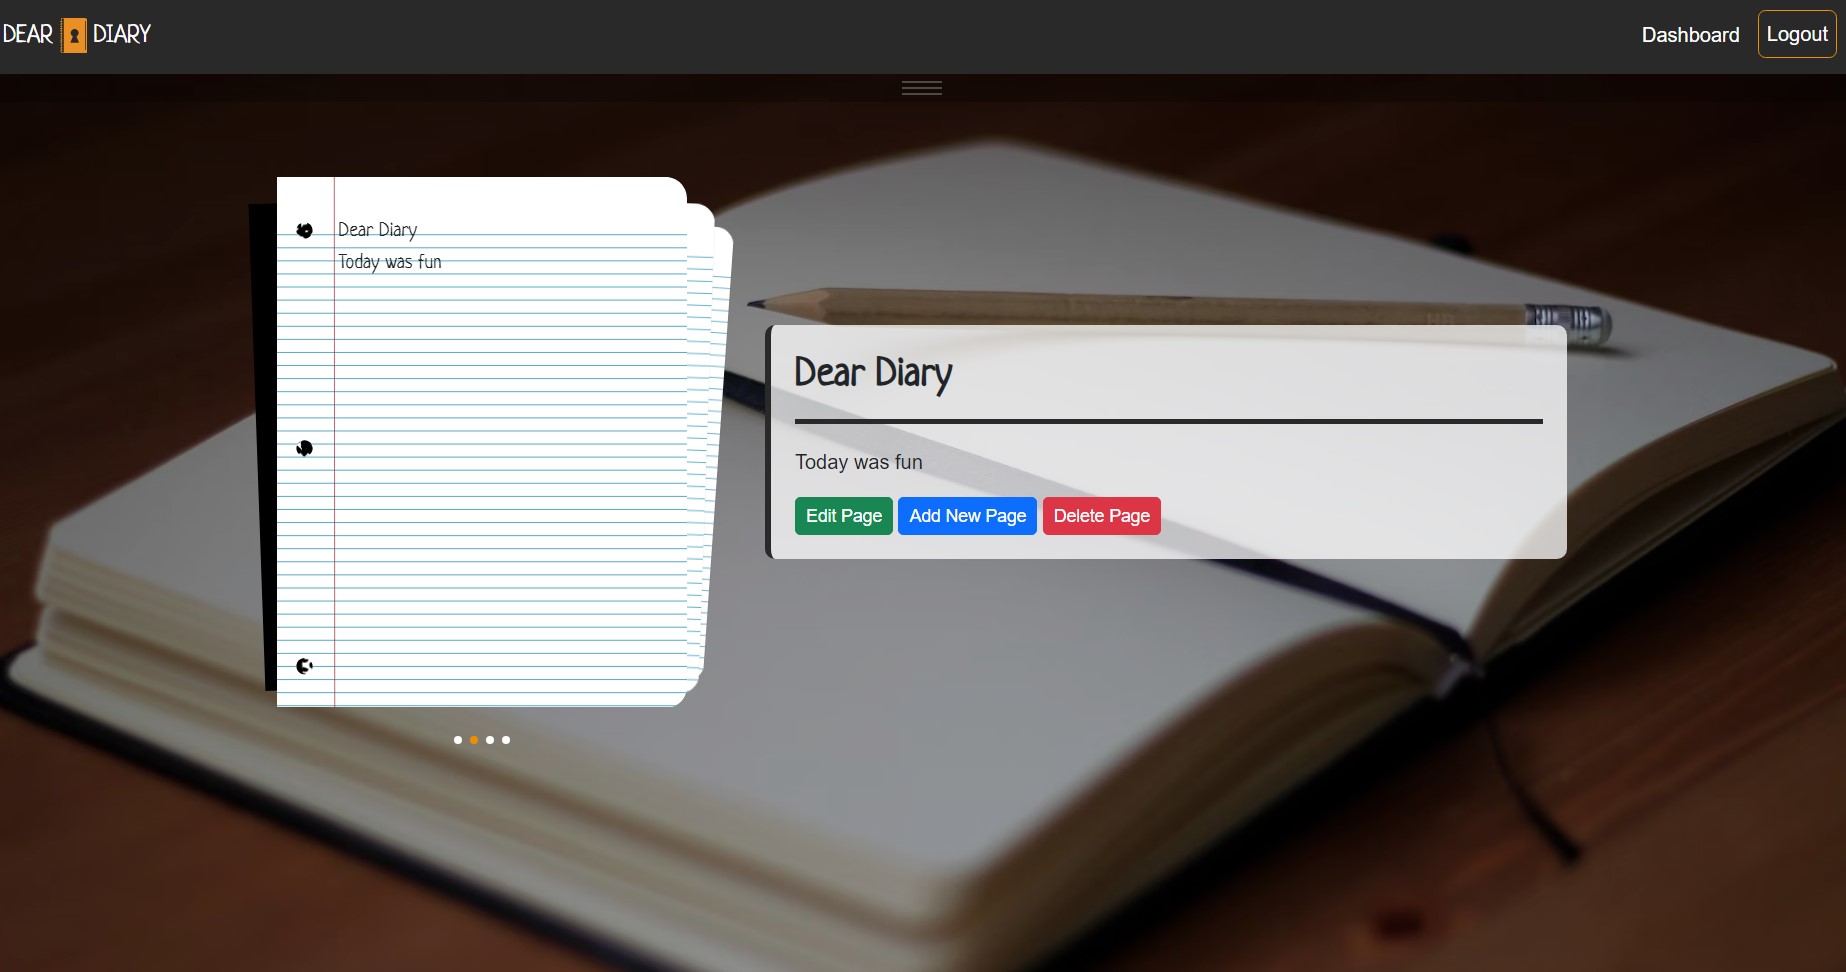 DEAR DIARY
Dashboard
Logout
Dear Diary
Today was fun
Dear Diary
Today was fun
Edit Page
Add New Page
Delete Page